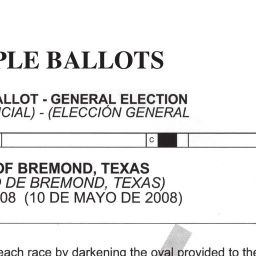 PLE BALLOTS
ALLOT - GENERAL ELECTION
CIAL) - (ELECCIÓN GENERAL
C
OF BREMOND, TEXAS
DE BREMOND, TEXAS)
08 (10 DE MAYO DE 2008)
each race by darkening the oval provided to the